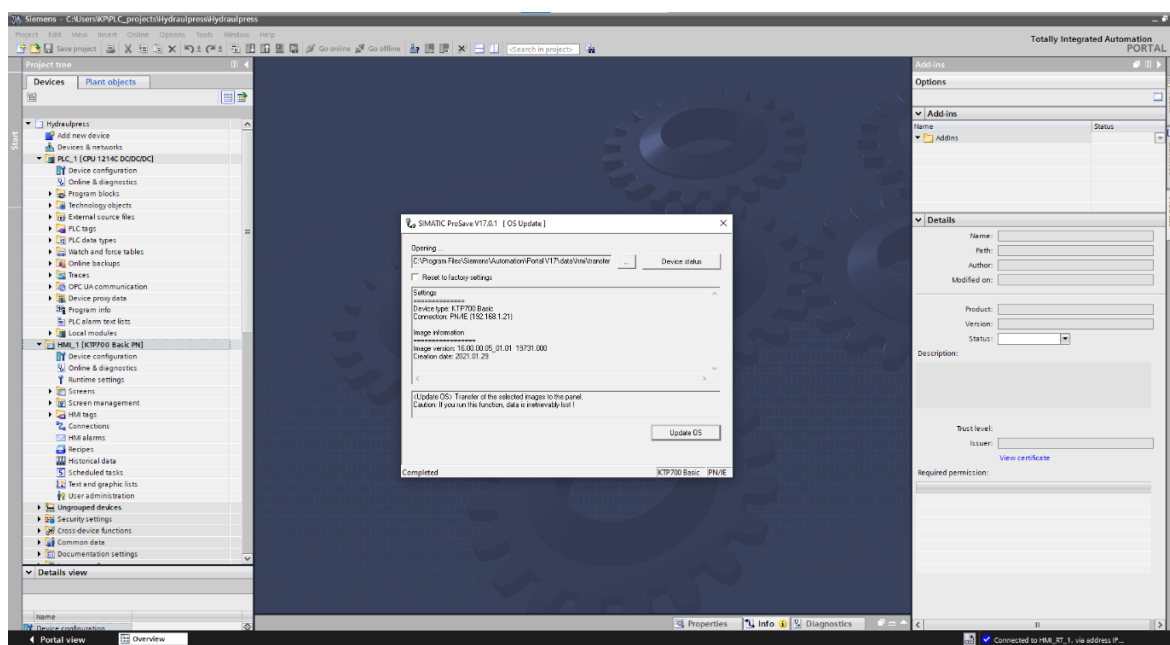 Siemens - C:\Users\KP\PLC_projects\Hydraulpress\Hydraulpress
Project Edit View Insert Online Options Tools Window Help
Save project Go online Go offline <Search in project>
Totally Integrated Automation
PORTAL
Project tree
Devices Plant objects
Start
Hydraulpress
Add new device
Devices & networks
PLC_1 [CPU 1214C DC/DC/DC]
Device configuration
Online & diagnostics
Program blocks
Technology objects
External source files
PLC tags
PLC data types
Watch and force tables
Online backups
Traces
OPC UA communication
Device proxy data
Program info
PLC alarm text lists
Local modules
HMI_1 [KTP700 Basic PN]
Device configuration
Online & diagnostics
Runtime settings
Screens
Screen management
HMI tags
Connections
HMI alarms
Recipes
Historical data
Scheduled tasks
Text and graphic lists
User administration
Ungrouped devices
Security settings
Cross-device functions
Common data
Documentation settings
Details view
Name
Device configuration
SIMATIC ProSave V17.0.1 [ OS Update ]
Opening...
C:\Program Files\Siemens\Automation\Portal V17\data\hmi\transfer
... Device status
Reset to factory settings
Settings
==============
Device type: KTP700 Basic
Connection: PN/IE (192.168.1.21)
Image information
=================
Image version: 16.00.00.05_01.01 19731.000
Creation date: 2021.01.29
<Update OS> Transfer of the selected images to the panel.
Caution: If you run this function, data is irretrievably lost !
Update OS
Completed KTP700 Basic PN/IE
Add-ins
Options
Add-ins
Name Status
AddIns
Details
Name:
Path:
Author:
Modified on:
Product:
Version:
Status:
Description:
Trust level:
Issuer:
View certificate
Required permission:
Properties Info Diagnostics
Portal view Overview
Connected to HMI_RT_1, via address IP...